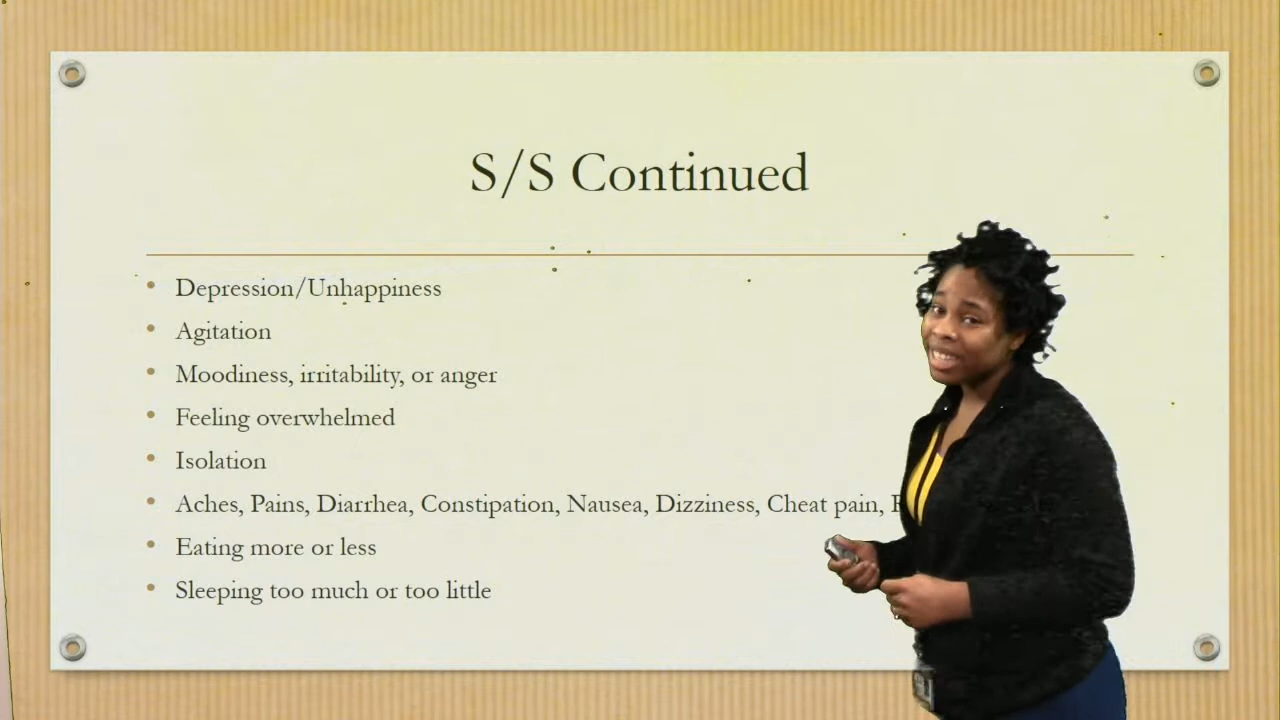 S/S Continued
Depression/Unhappiness
Agitation
Moodiness, irritability, or anger
Feeling overwhelmed
Isolation
Aches, Pains, Diarrhea, Constipation, Nausea, Dizziness, Cheat pain,
Eating more or less
Sleeping too much or too little